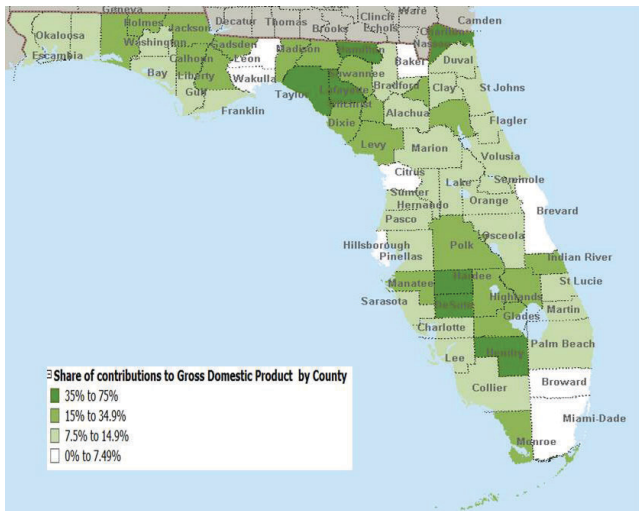 Geneva
Decatur
Thomas
Brooks
Clinch
Echols
Ware
Charlton
Camden
Okaloosa
Holmes
Jackson
Escambia
Washington
Bay
Calhoun
Gulf
Liberty
Gadsden
Leon
Wakulla
Franklin
Madison
Hamilton
Taylor
Suwannee
Lafayette
Gilchrist
Dixie
Levy
Baker
Nassau
Duval
Bradford
Clay
St Johns
Alachua
Marion
Flagler
Volusia
Citrus
Sumter
Hernando
Pasco
Lake
Seminole
Orange
Brevard
Hillsborough
Pinellas
Polk
Osceola
Indian River
Manatee
Hardee
Sarasota
DeSoto
Highlands
Glades
St Lucie
Martin
Charlotte
Lee
Hendry
Palm Beach
Collier
Broward
Miami-Dade
Monroe
Share of contributions to Gross Domestic Product by County
35% to 75%
15% to 34.9%
7.5% to 14.9%
0% to 7.49%